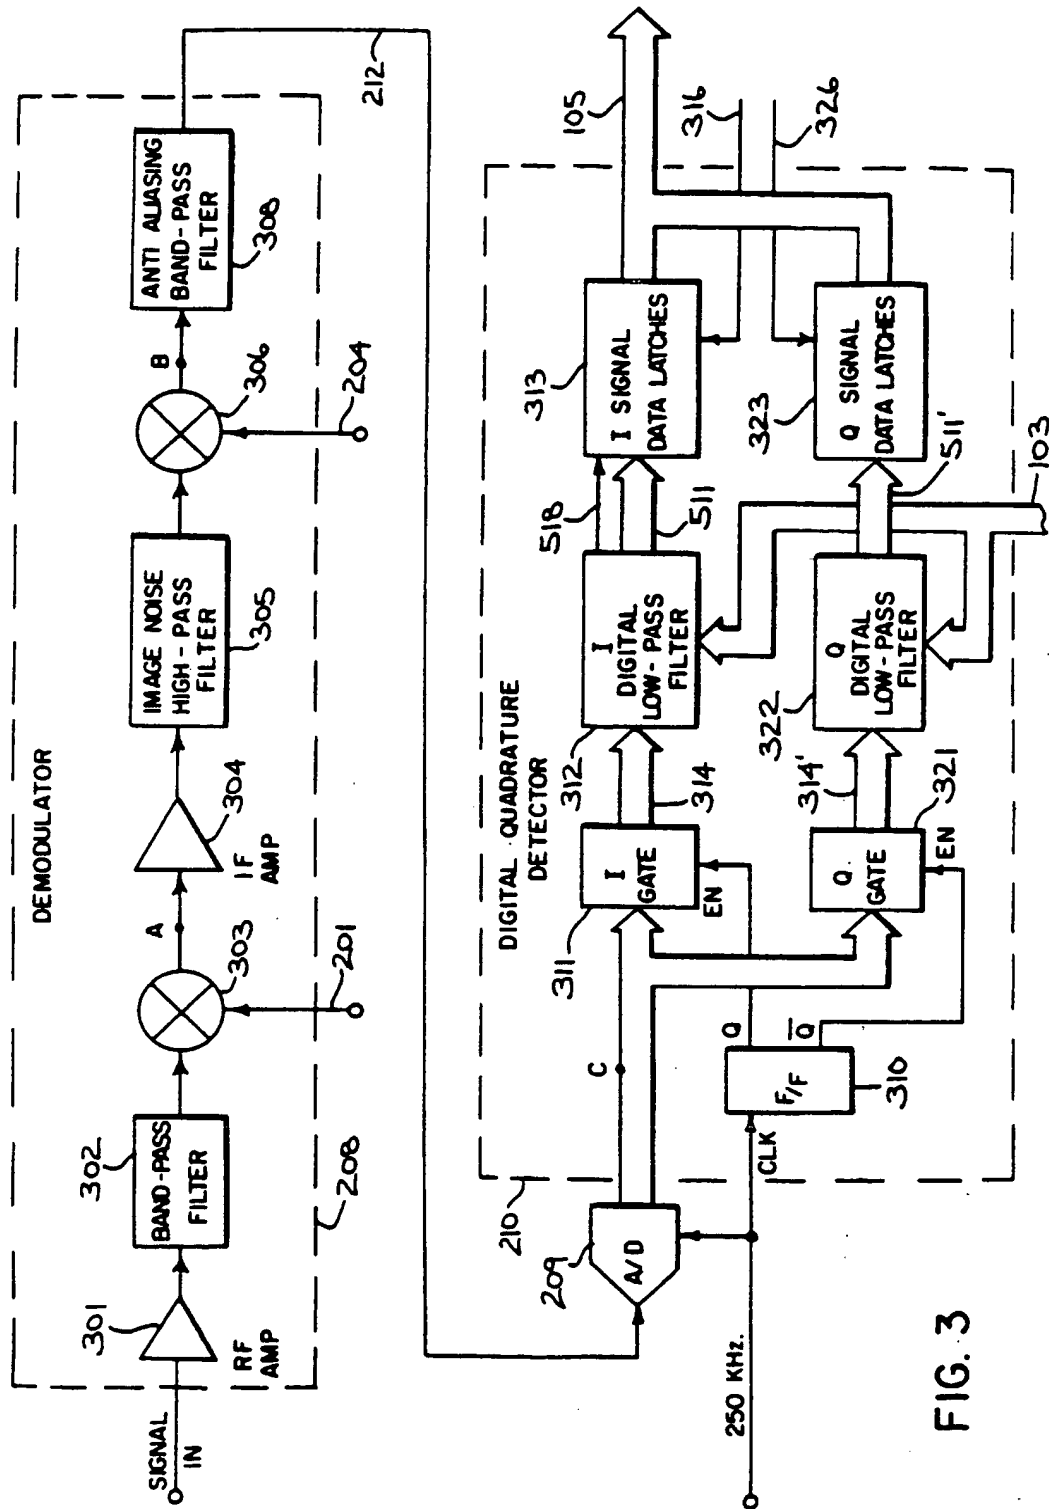 DEMODULATOR
SIGNAL
IN
301
RF
AMP
302
BAND-PASS
FILTER
208
303
A
201
304
IF
AMP
IMAGE NOISE
HIGH-PASS
FILTER
305
306
B
204
ANTI ALIASING
BAND-PASS
FILTER
308
212
DIGITAL QUADRATURE
DETECTOR
210
209
A/D
250 KHz.
C
CLK
F/F
310
Q
Q̅
311
I
GATE
EN
314
Q
GATE
321
EN
314'
312
I
DIGITAL
LOW-PASS
FILTER
322
Q
DIGITAL
LOW-PASS
FILTER
518
511
511'
103
313
I SIGNAL
DATA LATCHES
323
Q SIGNAL
DATA LATCHES
105
316
326
FIG. 3